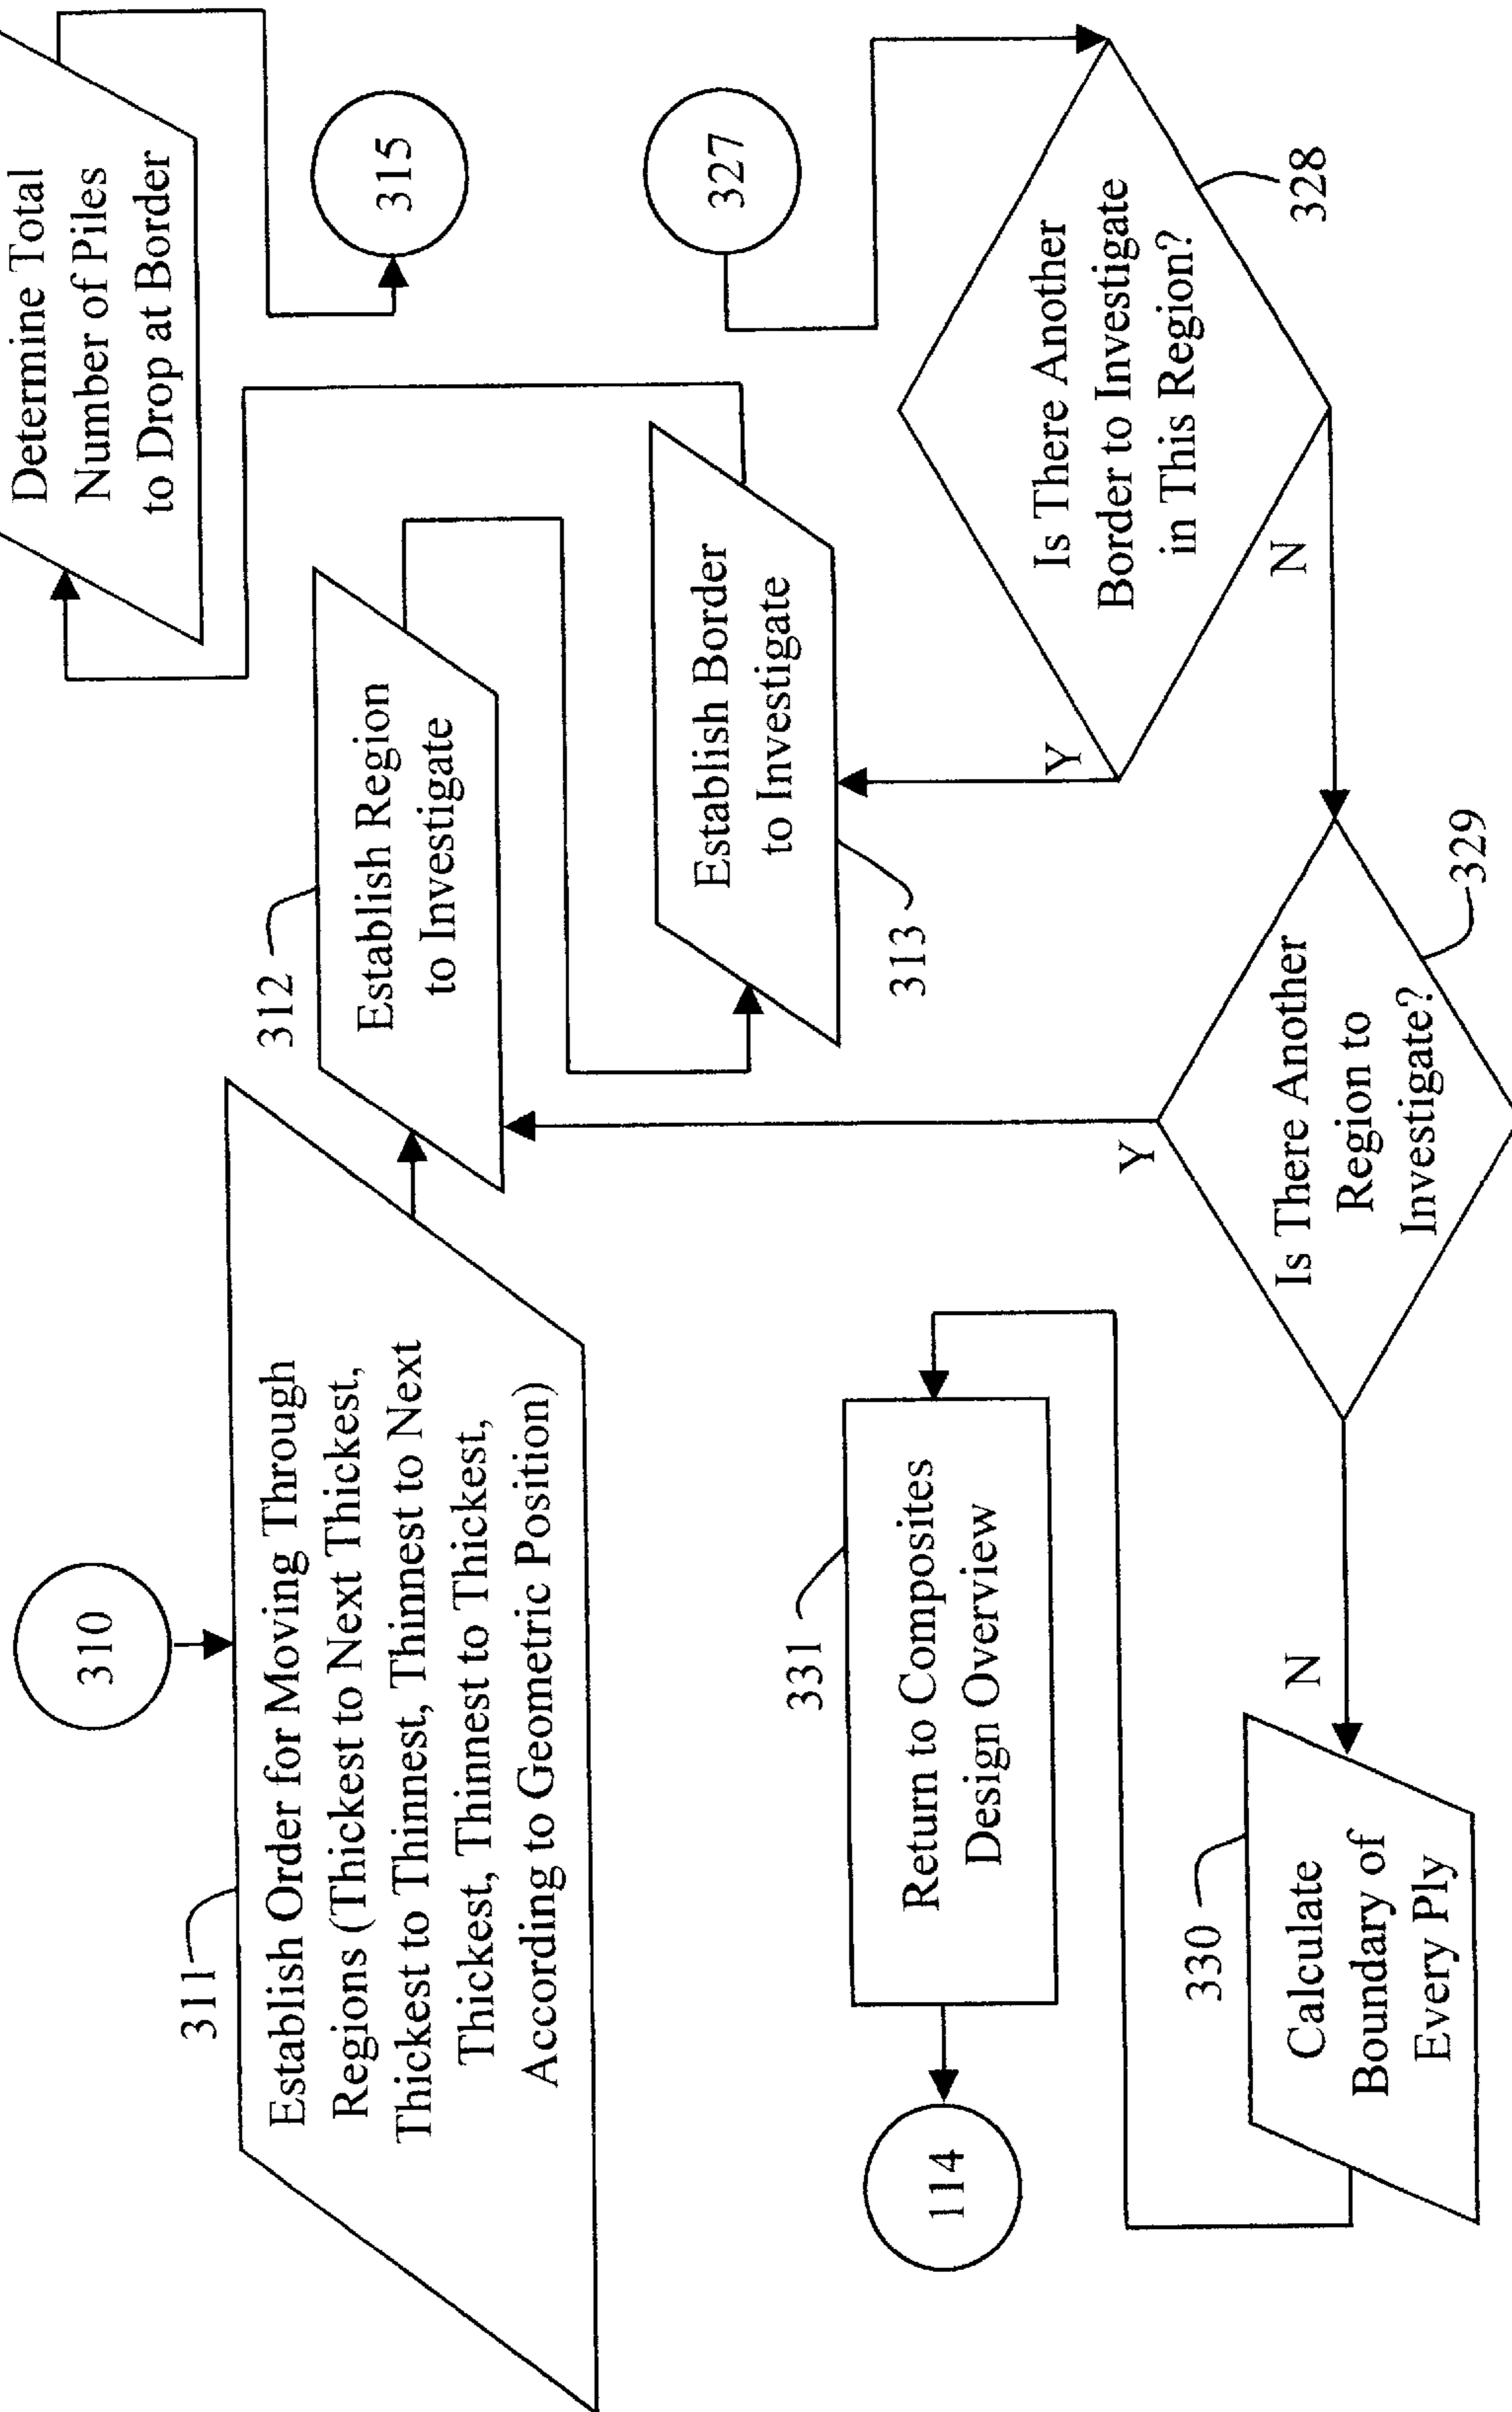 310
311
Establish Order for Moving Through
Regions (Thickest to Next Thickest,
Thickest to Thinnest, Thinnest to Next
Thickest, Thinnest to Thickest,
According to Geometric Position)
312
Establish Region
to Investigate
Determine Total
Number of Piles
to Drop at Border
315
313
Establish Border
to Investigate
327
Is There Another
Border to Investigate
in This Region?
328
Y
N
Is There Another
Region to
Investigate?
329
Y
N
330
Calculate
Boundary of
Every Ply
331
Return to Composites
Design Overview
114